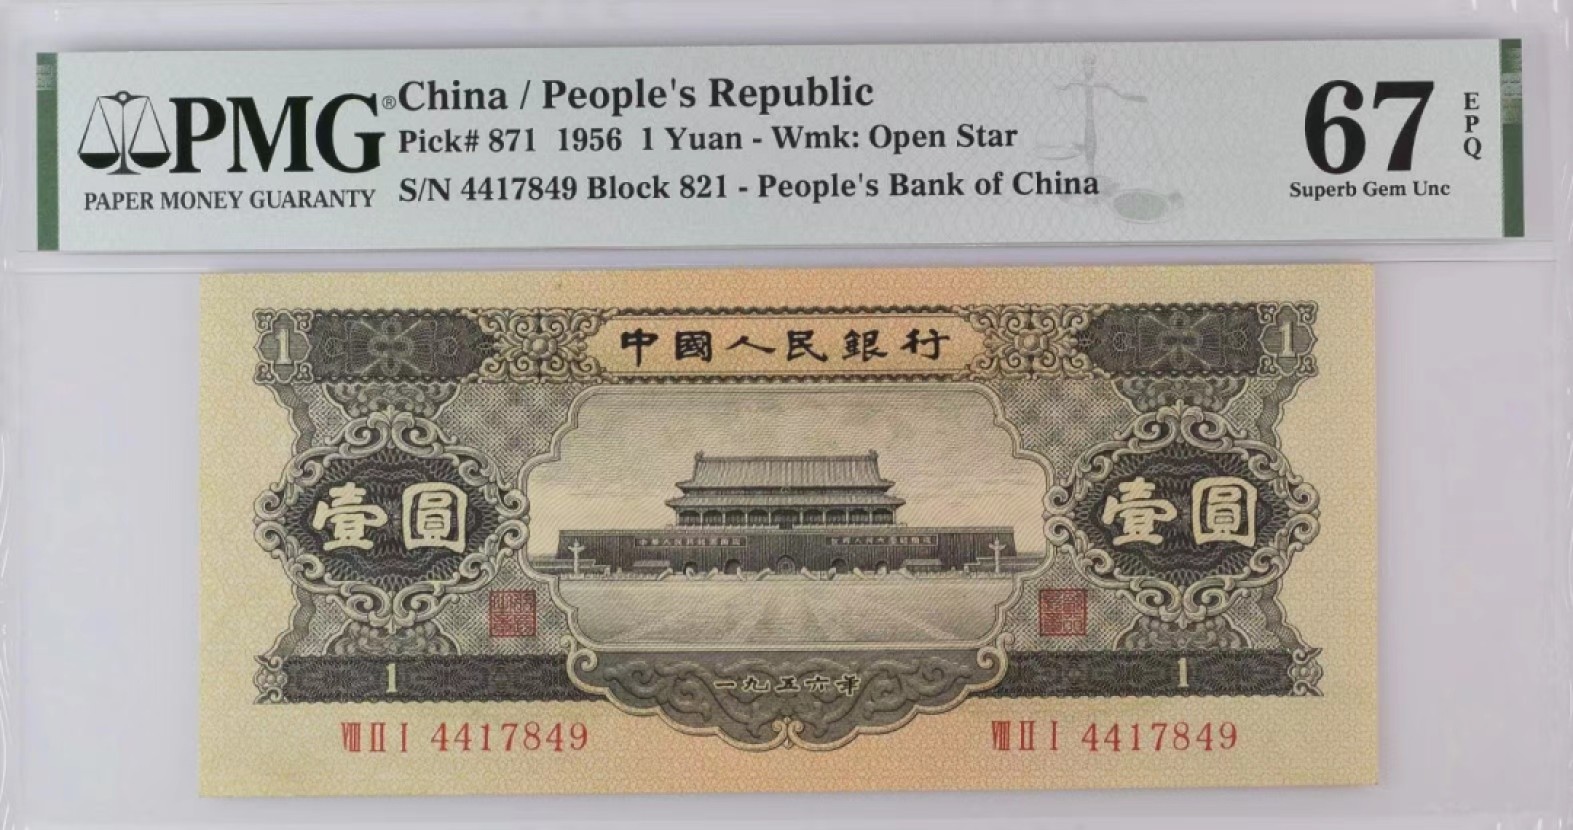 PMG®
PAPER MONEY GUARANTY
China / People's Republic
Pick# 871 1956 1 Yuan - Wmk: Open Star
S/N 4417849 Block 821 - People's Bank of China
67
EPQ
Superb Gem Unc
1 中國人民銀行 1
壹圓 壹圓
1 一九五六年 1
ⅧⅡⅠ 4417849 ⅧⅡⅠ 4417849